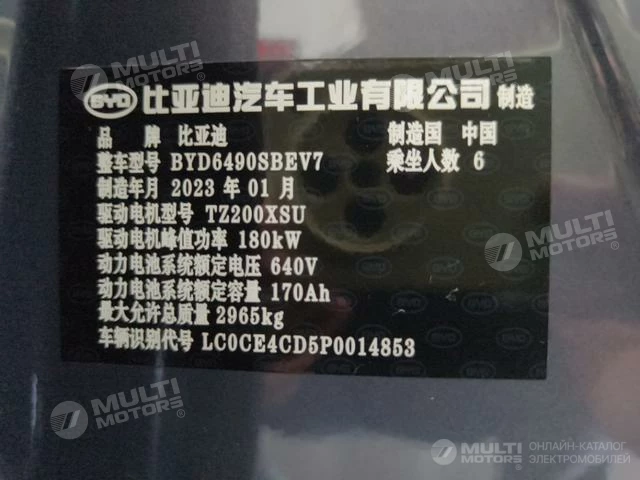 BYD 比亚迪汽车工业有限公司 制造
品 牌 比亚迪 制造国 中国
整车型号 BYD6490SBEV7 乘坐人数 6
制造年月 2023 年 01 月
驱动电机型号 TZ200XSU
驱动电机峰值功率 180kW
动力电池系统额定电压 640V
动力电池系统额定容量 170Ah
最大允许总质量 2965kg
车辆识别代号 LC0CE4CD5P0014853
MULTI MOTORS
MULTI MOTORS
MULTI MOTORS
MULTI MOTORS
MULTI MOTORS
ОНЛАЙН-КАТАЛОГ
ЭЛЕКТРОМОБИЛЕЙ